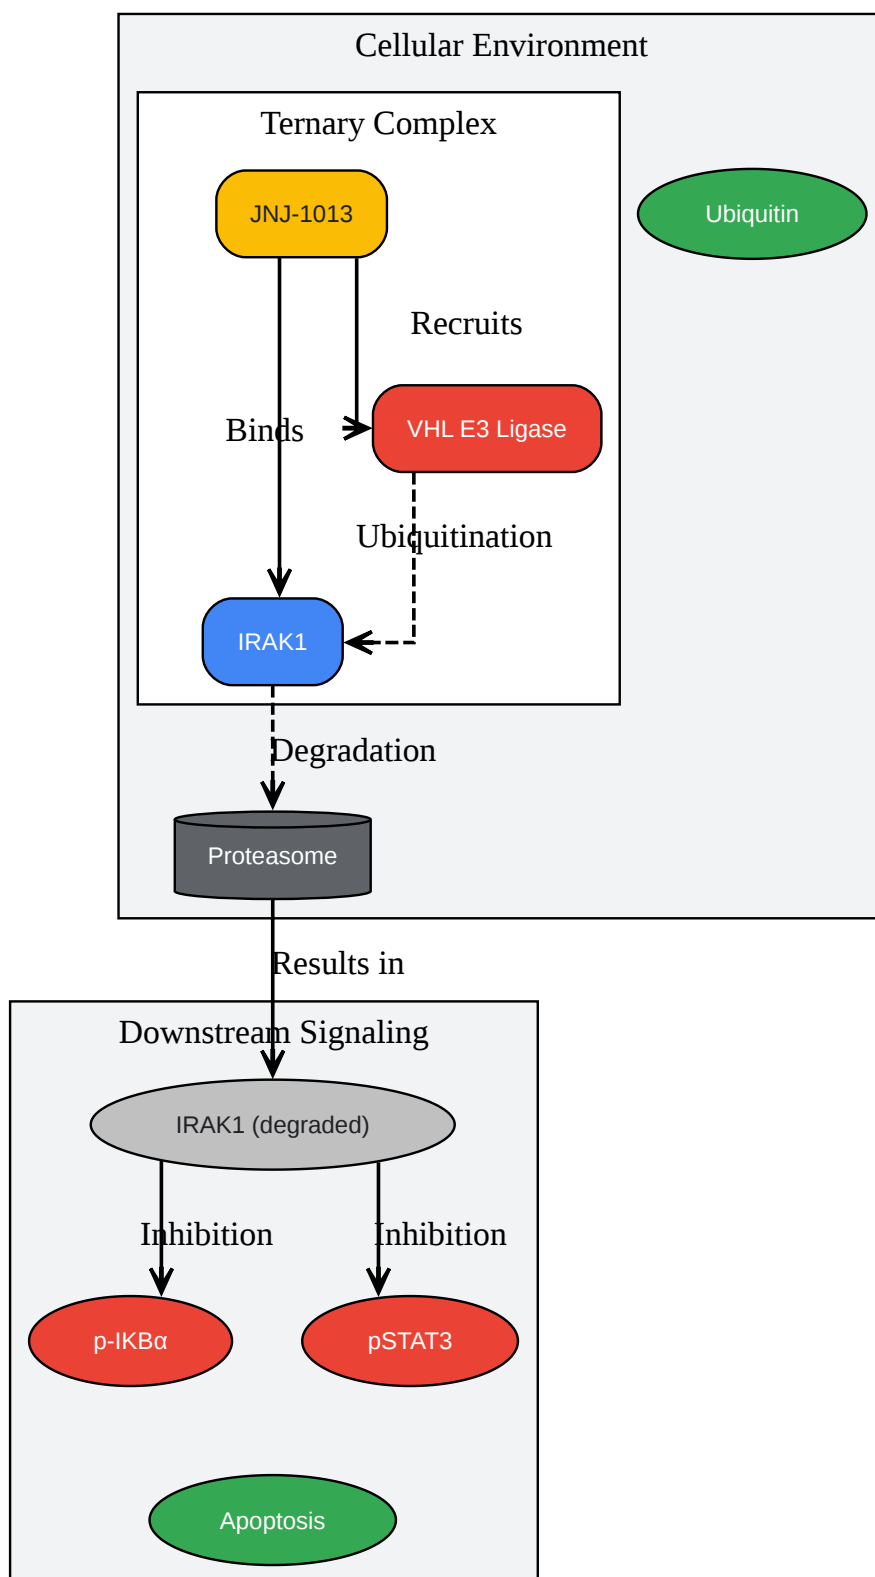 Cellular Environment
Ternary Complex
JNJ-1013
Ubiquitin
Recruits
Binds
VHL E3 Ligase
Ubiquitination
IRAK1
Degradation
Proteasome
Results in
Downstream Signaling
IRAK1 (degraded)
Inhibition
Inhibition
p-IKBα
pSTAT3
Apoptosis